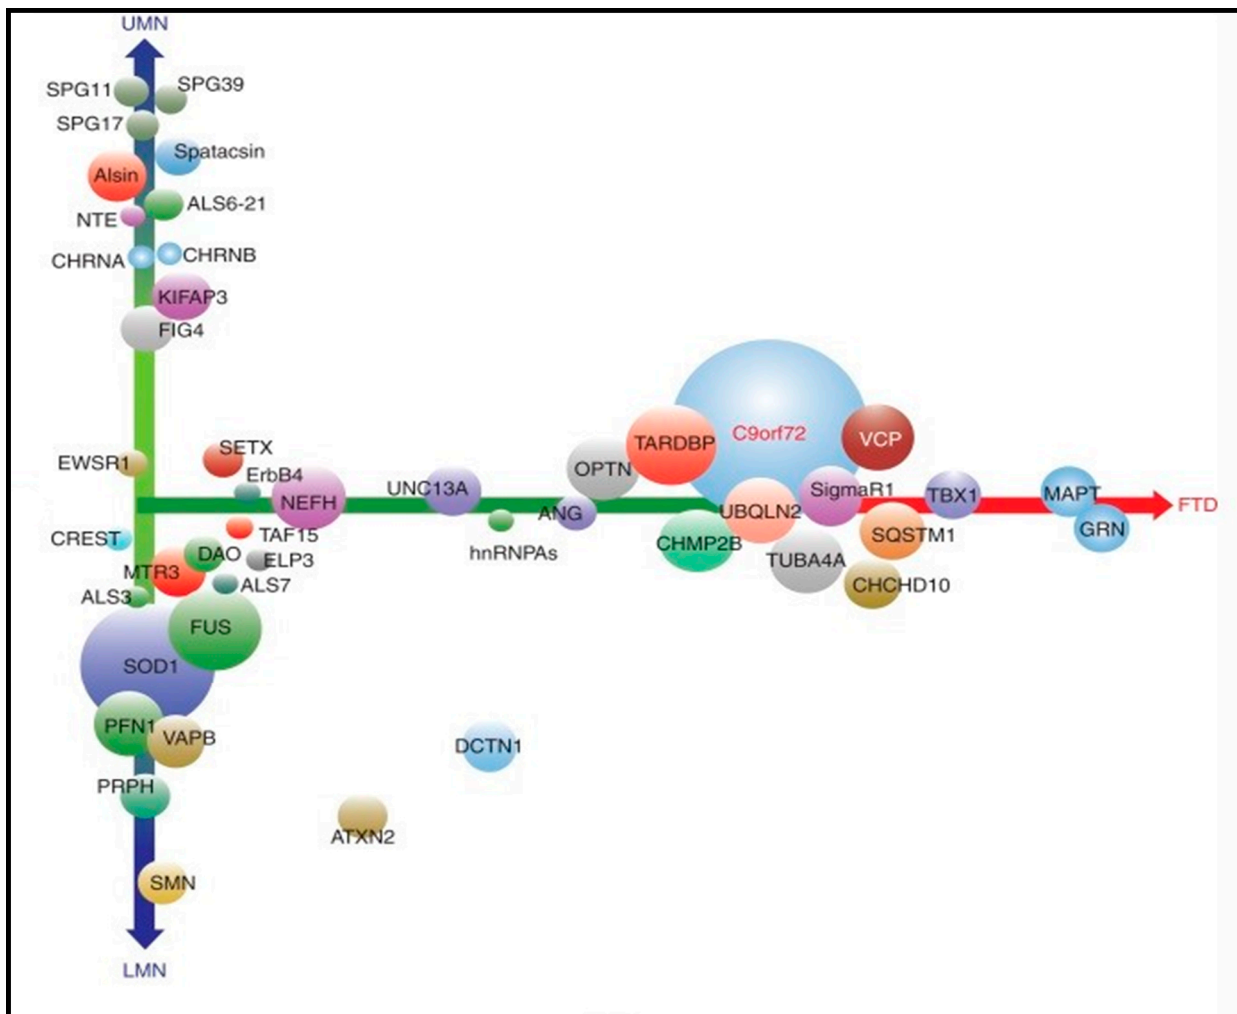 UMN
SPG11
SPG39
SPG17
Spatacsin
Alsin
ALS6-21
NTE
CHRNA
CHRNB
KIFAP3
FIG4
C9orf72
TARDBP
VCP
SETX
EWSR1
OPTN
ErbB4
UNC13A
SigmaR1
NEFH
TBX1
MAPT
FTD
ANG
UBQLN2
GRN
CREST
TAF15
SQSTM1
CHMP2B
hnRNPAs
DAO
ELP3
TUBA4A
MTR3
ALS7
CHCHD10
ALS3
FUS
SOD1
PFN1
VAPB
DCTN1
PRPH
ATXN2
SMN
LMN